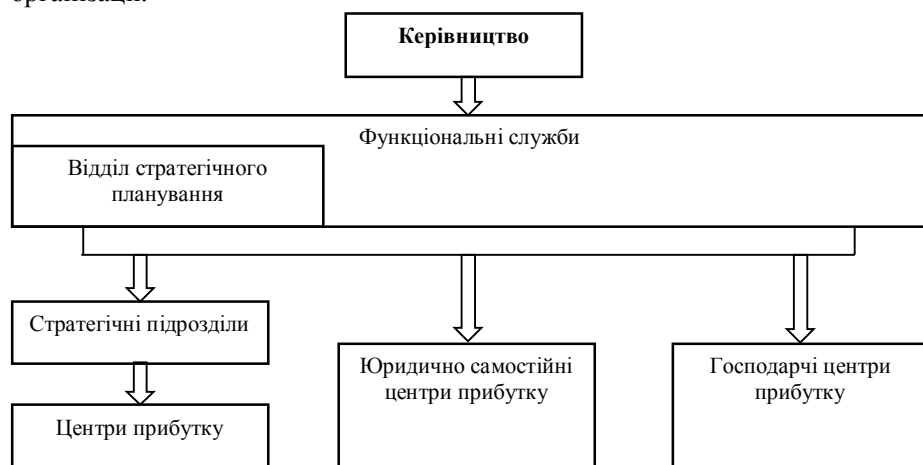 організації.
Керівництво
Функціональні служби
Відділ стратегічного
планування
Стратегічні підрозділи
Юридично самостійні
центри прибутку
Господарчі центри
прибутку
Центри прибутку